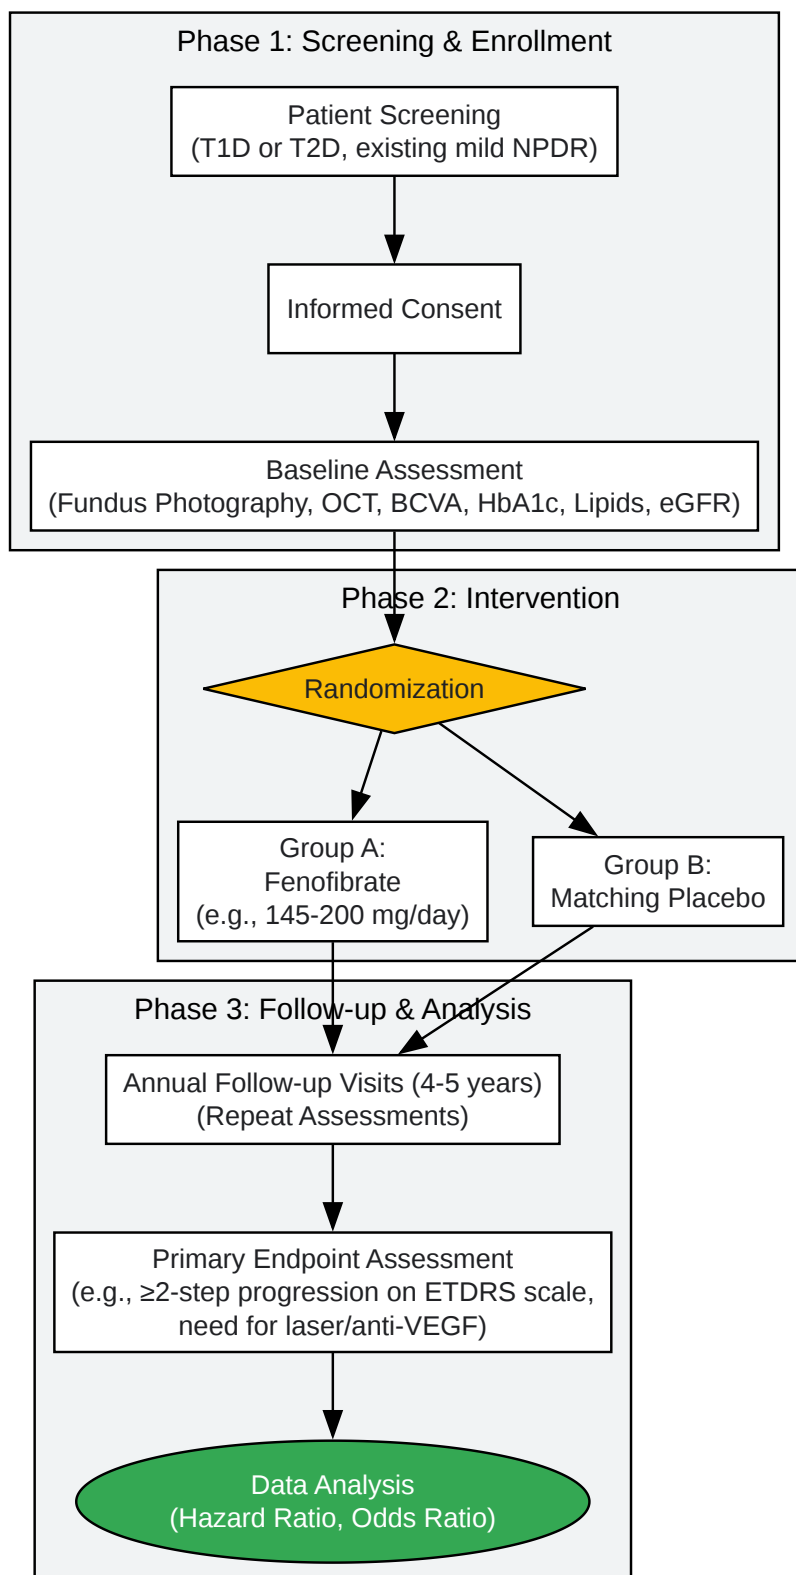 Phase 1: Screening & Enrollment
Patient Screening
(T1D or T2D, existing mild NPDR)
Informed Consent
Baseline Assessment
(Fundus Photography, OCT, BCVA, HbA1c, Lipids, eGFR)
Phase 2: Intervention
Randomization
Group A:
Fenofibrate
(e.g., 145-200 mg/day)
Group B:
Matching Placebo
Phase 3: Follow-up & Analysis
Annual Follow-up Visits (4-5 years)
(Repeat Assessments)
Primary Endpoint Assessment
(e.g., ≥2-step progression on ETDRS scale,
need for laser/anti-VEGF)
Data Analysis
(Hazard Ratio, Odds Ratio)